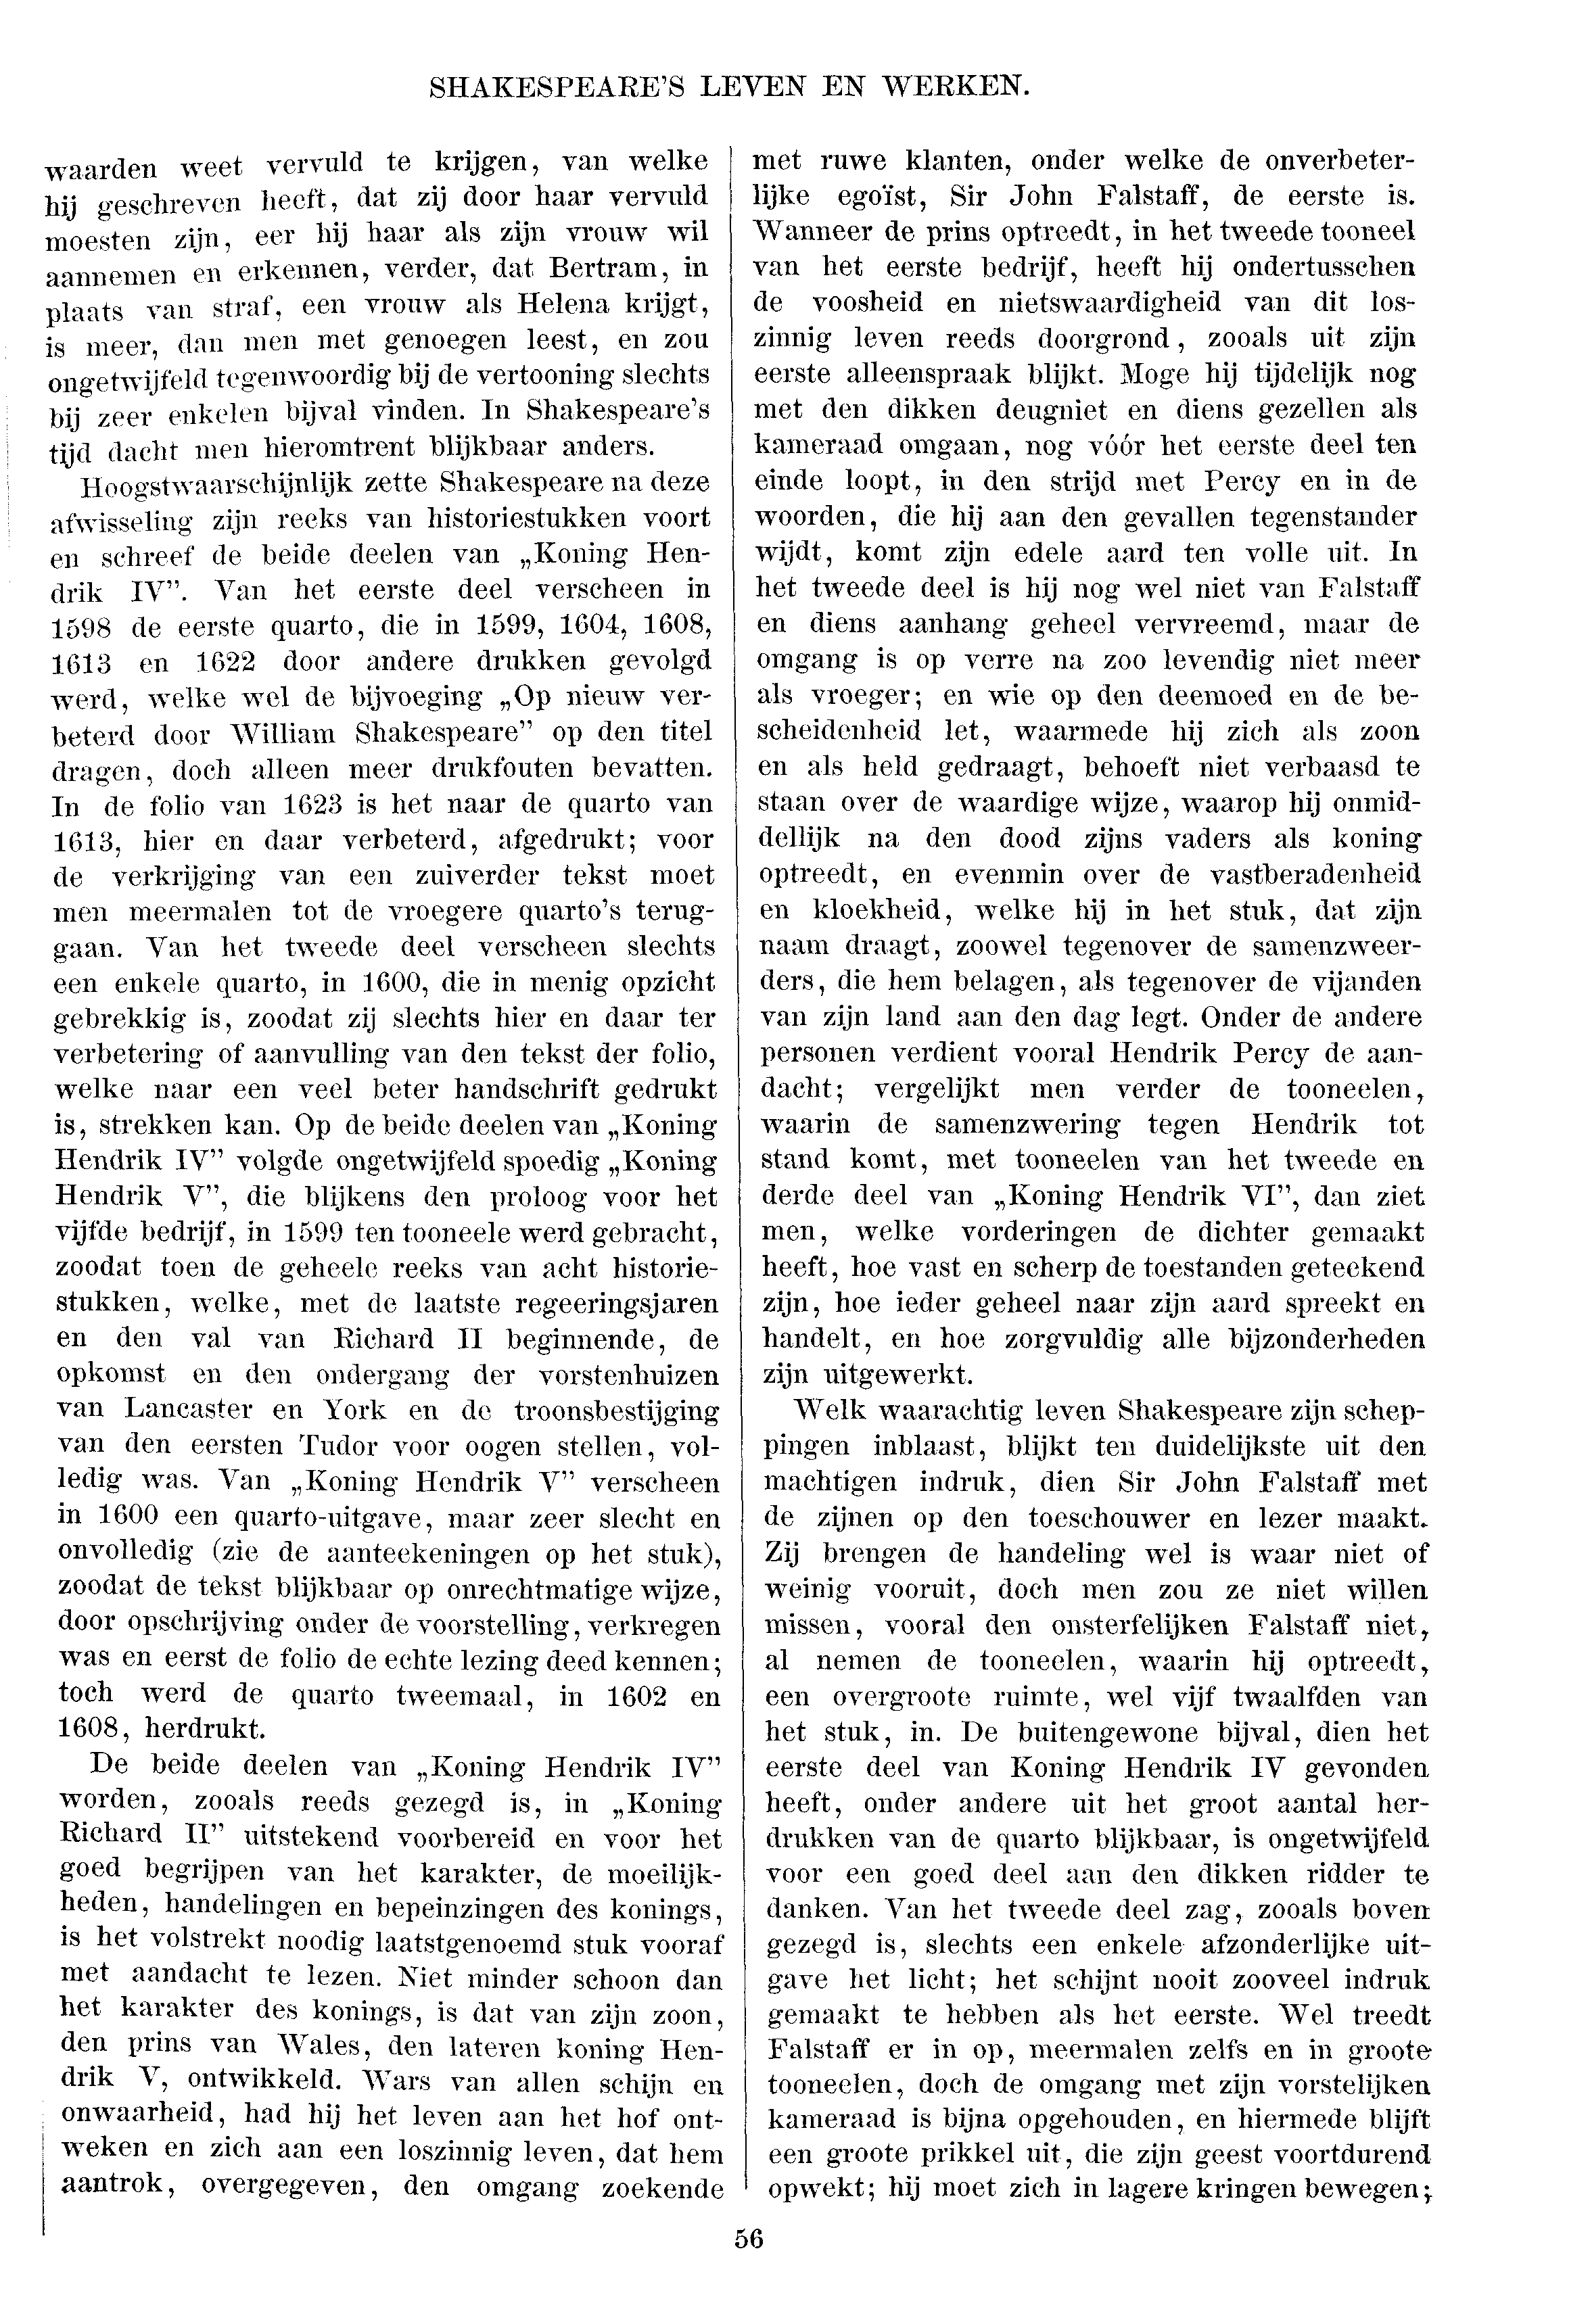 SHAKESPEARE'S LEVEN EN WERKEN.
waarden weet vervuld te krijgen, van welke
hij geschreven heeft, dat zij door haar vervuld
moesten zijn, eer hij haar als zijn vrouw wil
aannemen en erkennen, verder, dat Bertram, in
plaats van straf, een vrouw als Helena krijgt,
is meer, dan men met genoegen leest, en zou
ongetwijfeld tegenwoordig bij de vertooning slechts
bij zeer enkelen bijval vinden. In Shakespeare's
tijd dacht men hieromtrent blijkbaar anders.
Hoogstwaarschijnlijk zette Shakespeare na deze
afwisseling zijn reeks van historiestukken voort
en schreef de beide deelen van „Koning Hen-
drik IV”. Van het eerste deel verscheen in
1598 de eerste quarto, die in 1599, 1604, 1608,
1613 en 1622 door andere drukken gevolgd
werd, welke wel de bijvoeging „Op nieuw ver-
beterd door William Shakespeare” op den titel
dragen, doch alleen meer drukfouten bevatten.
In de folio van 1623 is het naar de quarto van
1613, hier en daar verbeterd, afgedrukt; voor
de verkrijging van een zuiverder tekst moet
men meermalen tot de vroegere quarto's terug-
gaan. Van het tweede deel verscheen slechts
een enkele quarto, in 1600, die in menig opzicht
gebrekkig is, zoodat zij slechts hier en daar ter
verbetering of aanvulling van den tekst der folio,
welke naar een veel beter handschrift gedrukt
is, strekken kan. Op de beide deelen van „Koning
Hendrik IV” volgde ongetwijfeld spoedig „Koning
Hendrik V”, die blijkens den proloog voor het
vijfde bedrijf, in 1599 ten tooneele werd gebracht,
zoodat toen de geheele reeks van acht historie-
stukken, welke, met de laatste regeeringsjaren
en den val van Richard II beginnende, de
opkomst en den ondergang der vorstenhuizen
van Lancaster en York en de troonsbestijging
van den eersten Tudor voor oogen stellen, vol-
ledig was. Van „Koning Hendrik V” verscheen
in 1600 een quarto-uitgave, maar zeer slecht en
onvolledig (zie de aanteekeningen op het stuk),
zoodat de tekst blijkbaar op onrechtmatige wijze,
door opschrijving onder de voorstelling, verkregen
was en eerst de folio de echte lezing deed kennen;
toch werd de quarto tweemaal, in 1602 en
1608, herdrukt.
De beide deelen van „Koning Hendrik IV”
worden, zooals reeds gezegd is, in „Koning
Richard II” uitstekend voorbereid en voor het
goed begrijpen van het karakter, de moeilijk-
heden, handelingen en bepeinzingen des konings,
is het volstrekt noodig laatstgenoemd stuk vooraf
met aandacht te lezen. Niet minder schoon dan
het karakter des konings, is dat van zijn zoon,
den prins van Wales, den lateren koning Hen-
drik V, ontwikkeld. Wars van allen schijn en
onwaarheid, had hij het leven aan het hof ont-
weken en zich aan een loszinnig leven, dat hem
aantrok, overgegeven, den omgang zoekende
met ruwe klanten, onder welke de onverbeter-
lijke egoïst, Sir John Falstaff, de eerste is.
Wanneer de prins optreedt, in het tweede tooneel
van het eerste bedrijf, heeft hij ondertusschen
de voosheid en nietswaardigheid van dit los-
zinnig leven reeds doorgrond, zooals uit zijn
eerste alleenspraak blijkt. Moge hij tijdelijk nog
met den dikken deugniet en diens gezellen als
kameraad omgaan, nog vóór het eerste deel ten
einde loopt, in den strijd met Percy en in de
woorden, die hij aan den gevallen tegenstander
wijdt, komt zijn edele aard ten volle uit. In
het tweede deel is hij nog wel niet van Falstaff
en diens aanhang geheel vervreemd, maar de
omgang is op verre na zoo levendig niet meer
als vroeger; en wie op den deemoed en de be-
scheidenheid let, waarmede hij zich als zoon
en als held gedraagt, behoeft niet verbaasd te
staan over de waardige wijze, waarop hij onmid-
dellijk na den dood zijns vaders als koning
optreedt, en evenmin over de vastberadenheid
en kloekheid, welke hij in het stuk, dat zijn
naam draagt, zoowel tegenover de samenzweer-
ders, die hem belagen, als tegenover de vijanden
van zijn land aan den dag legt. Onder de andere
personen verdient vooral Hendrik Percy de aan-
dacht; vergelijkt men verder de tooneelen,
waarin de samenzwering tegen Hendrik tot
stand komt, met tooneelen van het tweede en
derde deel van „Koning Hendrik VI”, dan ziet
men, welke vorderingen de dichter gemaakt
heeft, hoe vast en scherp de toestanden geteekend
zijn, hoe ieder geheel naar zijn aard spreekt en
handelt, en hoe zorgvuldig alle bijzonderheden
zijn uitgewerkt.
Welk waarachtig leven Shakespeare zijn schep-
pingen inblaast, blijkt ten duidelijkste uit den
machtigen indruk, dien Sir John Falstaff met
de zijnen op den toeschouwer en lezer maakt.
Zij brengen de handeling wel is waar niet of
weinig vooruit, doch men zou ze niet willen
missen, vooral den onsterfelijken Falstaff niet,
al nemen de tooneelen, waarin hij optreedt,
een overgroote ruimte, wel vijf twaalfden van
het stuk, in. De buitengewone bijval, dien het
eerste deel van Koning Hendrik IV gevonden
heeft, onder andere uit het groot aantal her-
drukken van de quarto blijkbaar, is ongetwijfeld
voor een goed deel aan den dikken ridder te
danken. Van het tweede deel zag, zooals boven
gezegd is, slechts een enkele afzonderlijke uit-
gave het licht; het schijnt nooit zooveel indruk
gemaakt te hebben als het eerste. Wel treedt
Falstaff er in op, meermalen zelfs en in groote
tooneelen, doch de omgang met zijn vorstelijken
kameraad is bijna opgehouden, en hiermede blijft
een groote prikkel uit, die zijn geest voortdurend
opwekt; hij moet zich in lagere kringen bewegen;
56